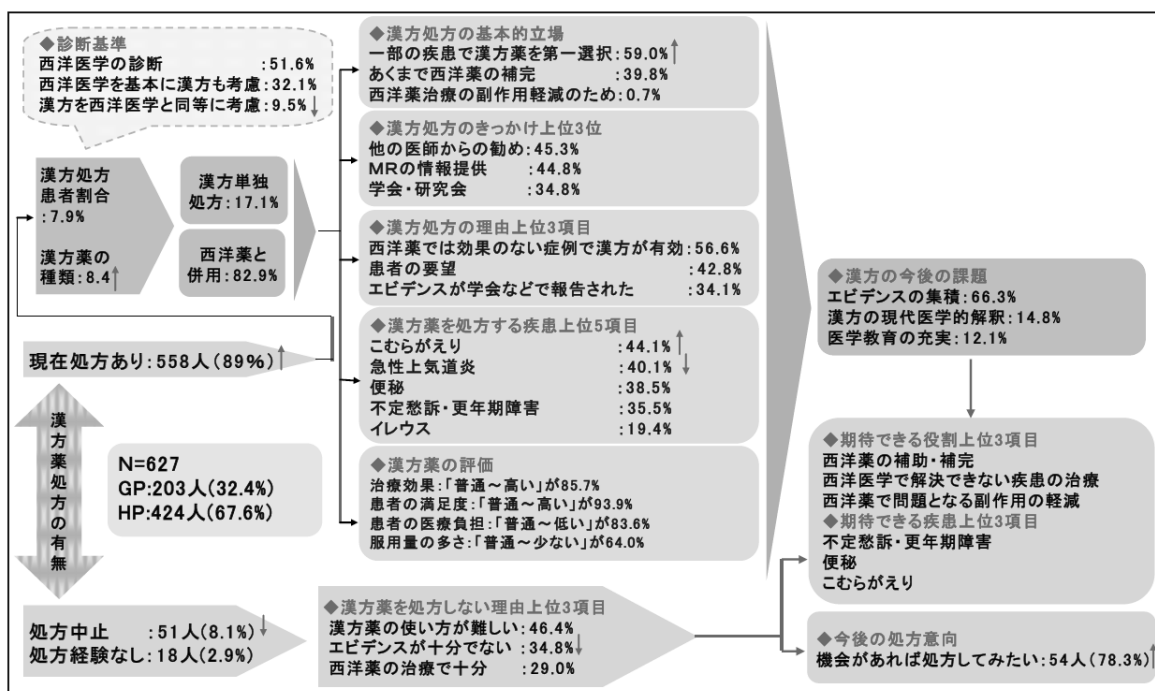 ◆診断基準
西洋医学の診断　　　　　:51.6%
西洋医学を基本に漢方も考慮:32.1%
漢方を西洋医学と同等に考慮:9.5%↓
漢方処方
患者割合
:7.9%
漢方薬の
種類:8.4↑
漢方単独
処方:17.1%
西洋薬と
併用:82.9%
現在処方あり:558人(89%)↑
漢方薬処方の有無
N=627
GP:203人(32.4%)
HP:424人(67.6%)
処方中止　　:51人(8.1%)↓
処方経験なし:18人(2.9%)
◆漢方処方の基本的立場
一部の疾患で漢方薬を第一選択:59.0%↑
あくまで西洋薬の補完　　:39.8%
西洋薬治療の副作用軽減のため:0.7%
◆漢方処方のきっかけ上位3位
他の医師からの勧め:45.3%
MRの情報提供　　:44.8%
学会・研究会　　　:34.8%
◆漢方処方の理由上位3項目
西洋薬では効果のない症例で漢方が有効:56.6%
患者の要望　　　　　　　　　:42.8%
エビデンスが学会などで報告された　:34.1%
◆漢方薬を処方する疾患上位5項目
こむらがえり　　　　:44.1%↑
急性上気道炎　　　　:40.1%↓
便秘　　　　　　　　:38.5%
不定愁訴・更年期障害　:35.5%
イレウス　　　　　　:19.4%
◆漢方薬の評価
治療効果:「普通～高い」が85.7%
患者の満足度:「普通～高い」が93.9%
患者の医療負担:「普通～低い」が83.6%
服用量の多さ:「普通～少ない」が64.0%
◆漢方薬を処方しない理由上位3項目
漢方薬の使い方が難しい:46.4%
エビデンスが十分でない :34.8%↓
西洋薬の治療で十分　:29.0%
◆漢方の今後の課題
エビデンスの集積:66.3%
漢方の現代医学的解釈:14.8%
医学教育の充実:12.1%
◆期待できる役割上位3項目
西洋薬の補助・補完
西洋医学で解決できない疾患の治療
西洋薬で問題となる副作用の軽減
◆期待できる疾患上位3項目
不定愁訴・更年期障害
便秘
こむらがえり
◆今後の処方意向
機会があれば処方してみたい:54人(78.3%)↑